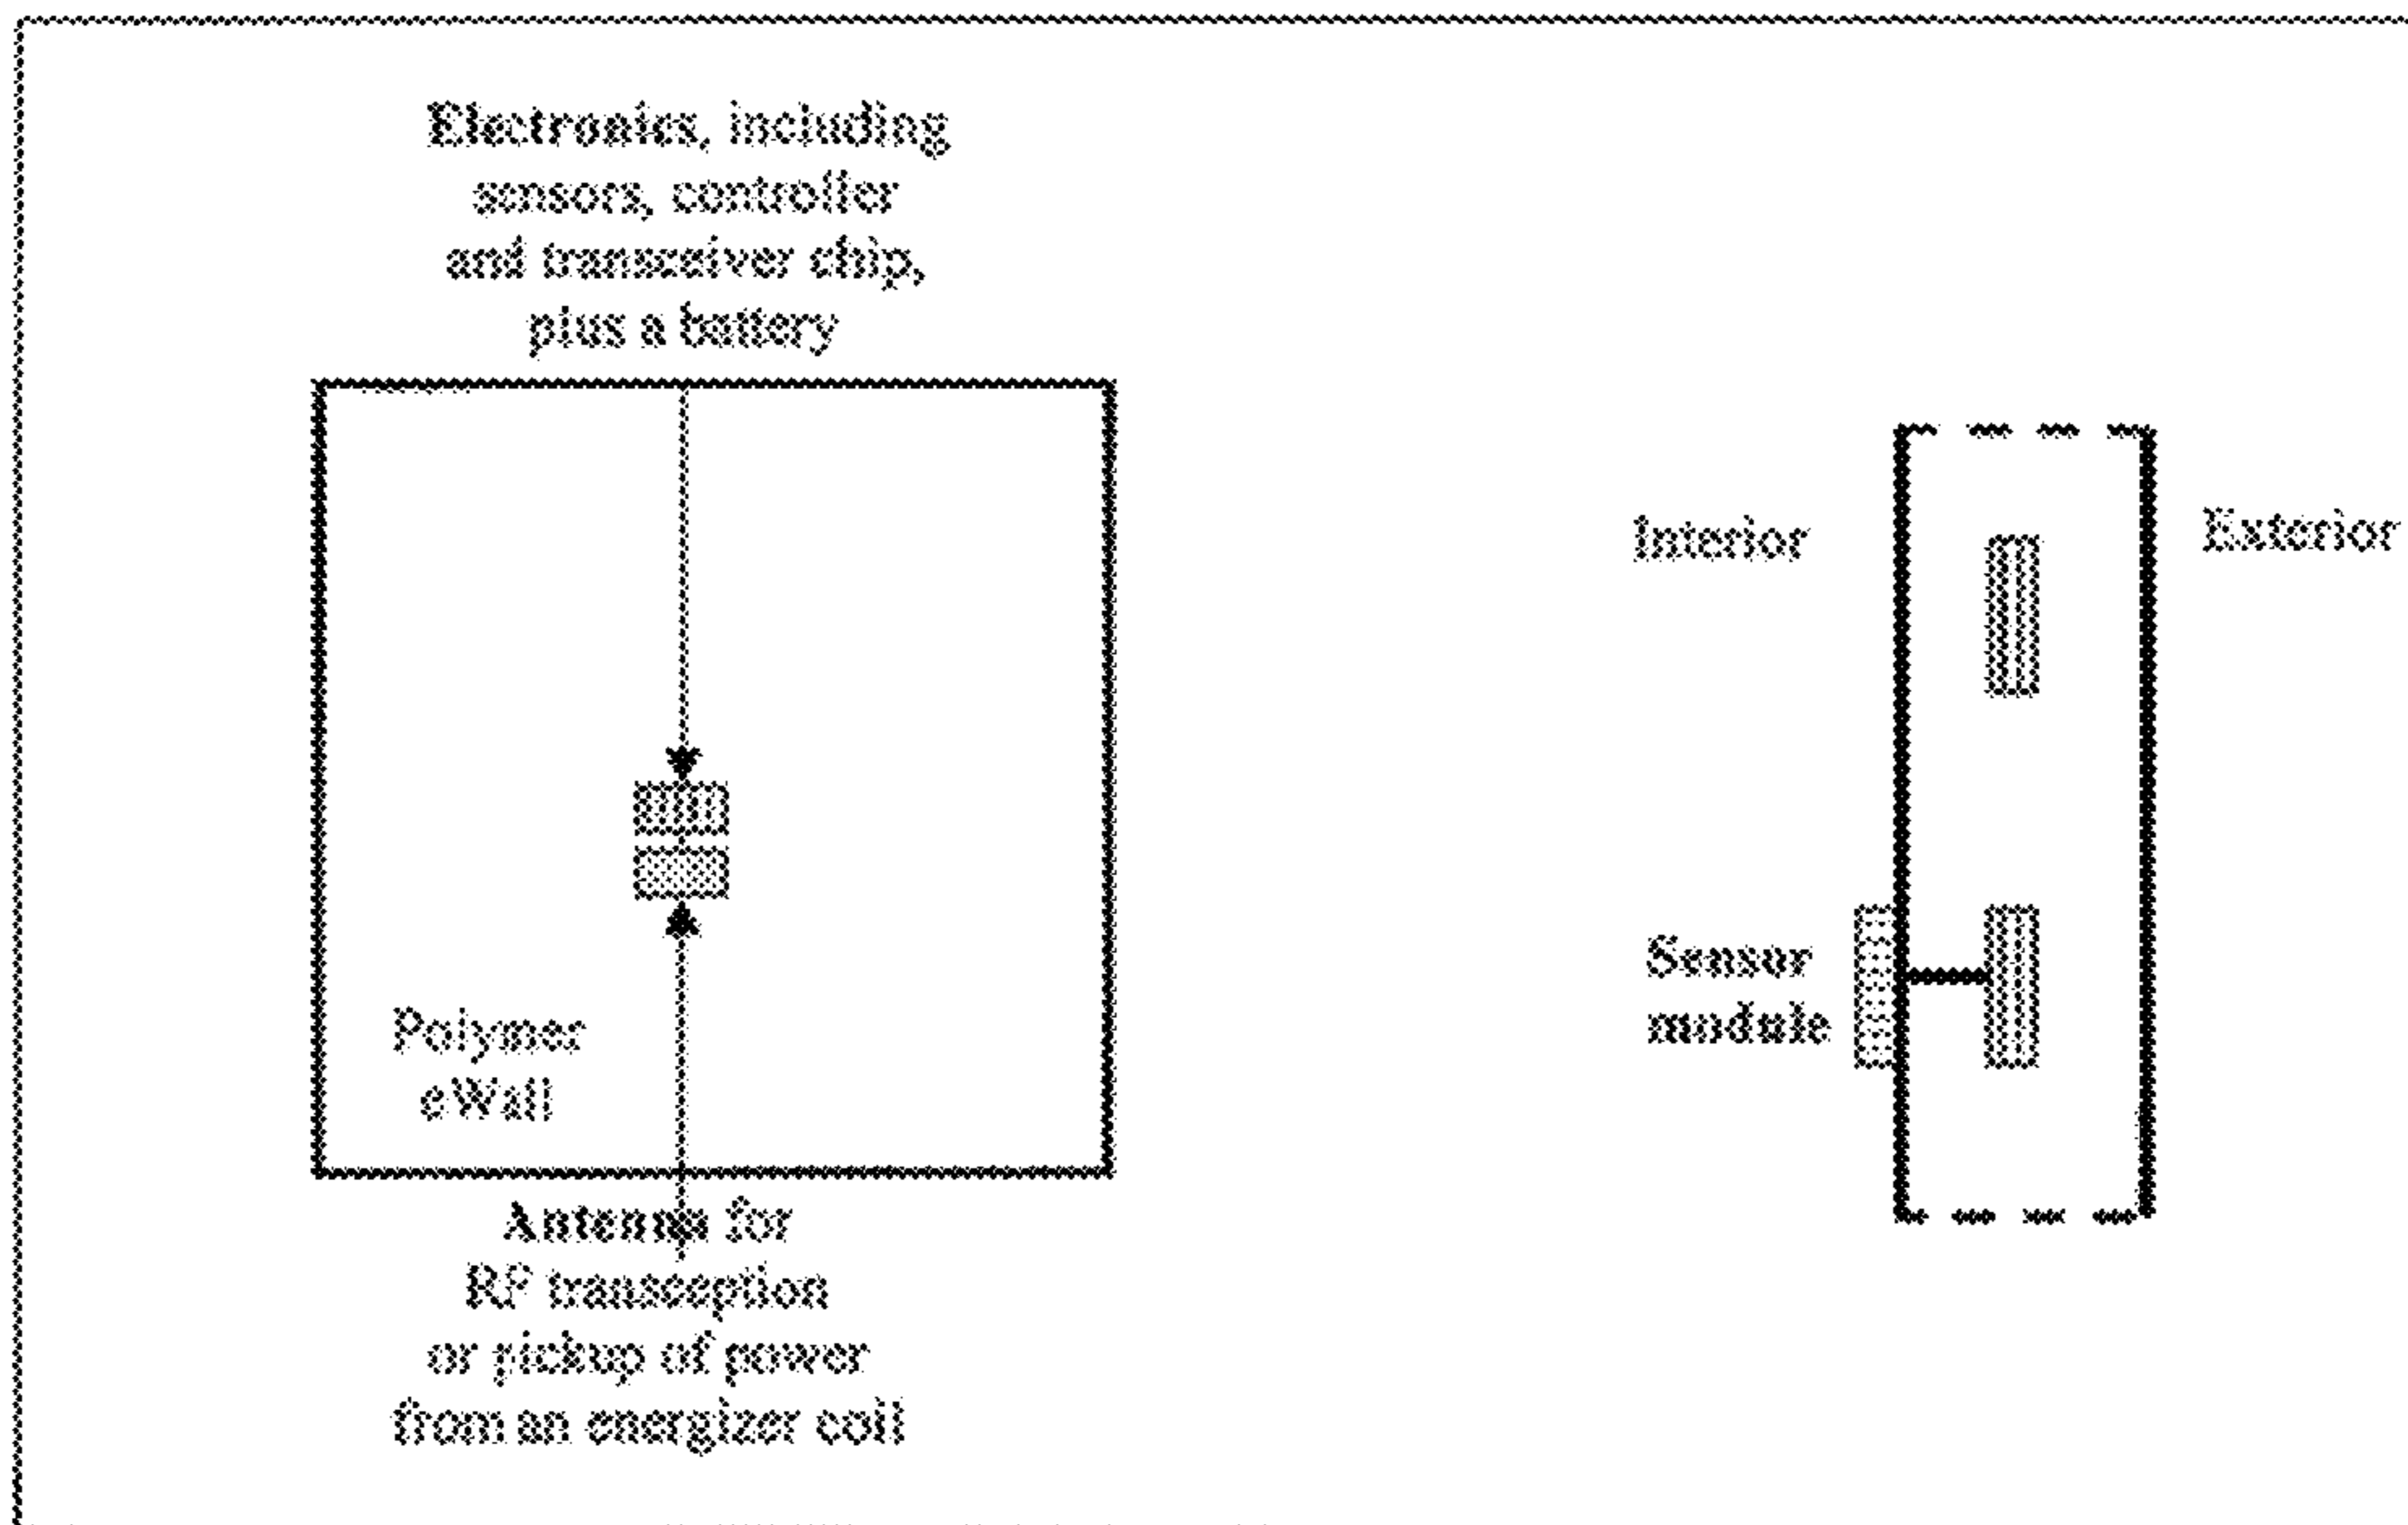 Electronics, including
sensors, controller
and transceiver chip,
plus a battery
Polymer
eWall
Antenna for
RF transception
or pickup of power
from an energizer coil
Interior
Exterior
Sensor
module